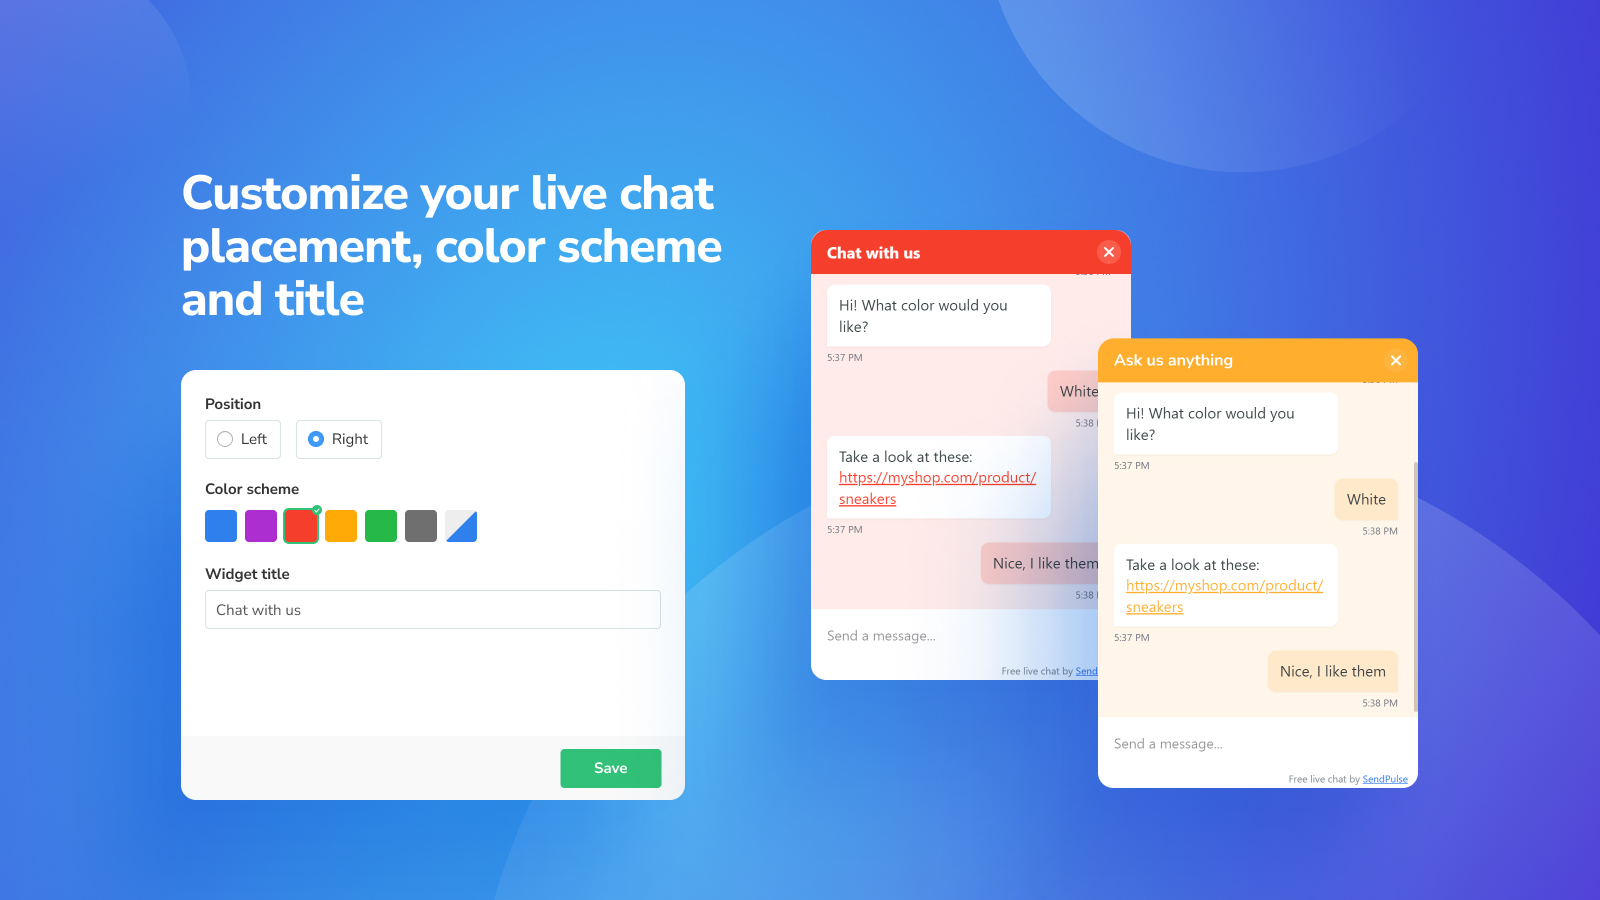 Customize your live chat
placement, color scheme
and title
Position
Left
Right
Color scheme
Widget title
Chat with us
Save
Chat with us
Hi! What color would you
like?
5:37 PM
White
5:38
Take a look at these:
https://myshop.com/product/
sneakers
5:37 PM
Nice, I like them
5:38
Send a message...
Free live chat by Send
Ask us anything
Hi! What color would you
like?
5:37 PM
White
5:38 PM
Take a look at these:
https://myshop.com/product/
sneakers
5:37 PM
Nice, I like them
5:38 PM
Send a message...
Free live chat by SendPulse